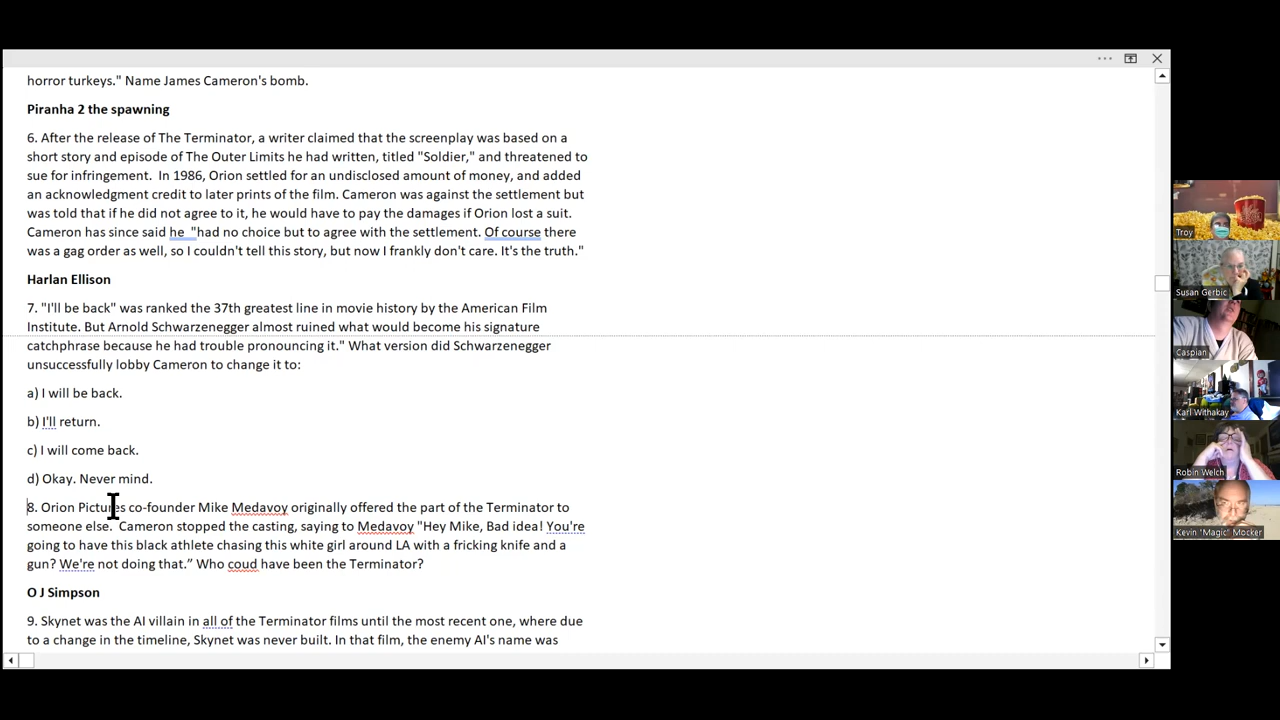 horror turkeys." Name James Cameron's bomb.
Piranha 2 the spawning
6. After the release of The Terminator, a writer claimed that the screenplay was based on a
short story and episode of The Outer Limits he had written, titled "Soldier," and threatened to
sue for infringement.  In 1986, Orion settled for an undisclosed amount of money, and added
an acknowledgment credit to later prints of the film. Cameron was against the settlement but
was told that if he did not agree to it, he would have to pay the damages if Orion lost a suit.
Cameron has since said he  "had no choice but to agree with the settlement. Of course there
was a gag order as well, so I couldn't tell this story, but now I frankly don't care. It's the truth."
Harlan Ellison
7. "I'll be back" was ranked the 37th greatest line in movie history by the American Film
Institute. But Arnold Schwarzenegger almost ruined what would become his signature
catchphrase because he had trouble pronouncing it." What version did Schwarzenegger
unsuccessfully lobby Cameron to change it to:
a) I will be back.
b) I'll return.
c) I will come back.
d) Okay. Never mind.
8. Orion Pictures co-founder Mike Medavoy originally offered the part of the Terminator to
someone else.  Cameron stopped the casting, saying to Medavoy "Hey Mike, Bad idea! You're
going to have this black athlete chasing this white girl around LA with a fricking knife and a
gun? We're not doing that.” Who coud have been the Terminator?
O J Simpson
9. Skynet was the AI villain in all of the Terminator films until the most recent one, where due
to a change in the timeline, Skynet was never built. In that film, the enemy AI's name was
Troy
Susan Gerbic
Caspian
Karl Withakay
Robin Welch
Kevin "Magic" Mocker